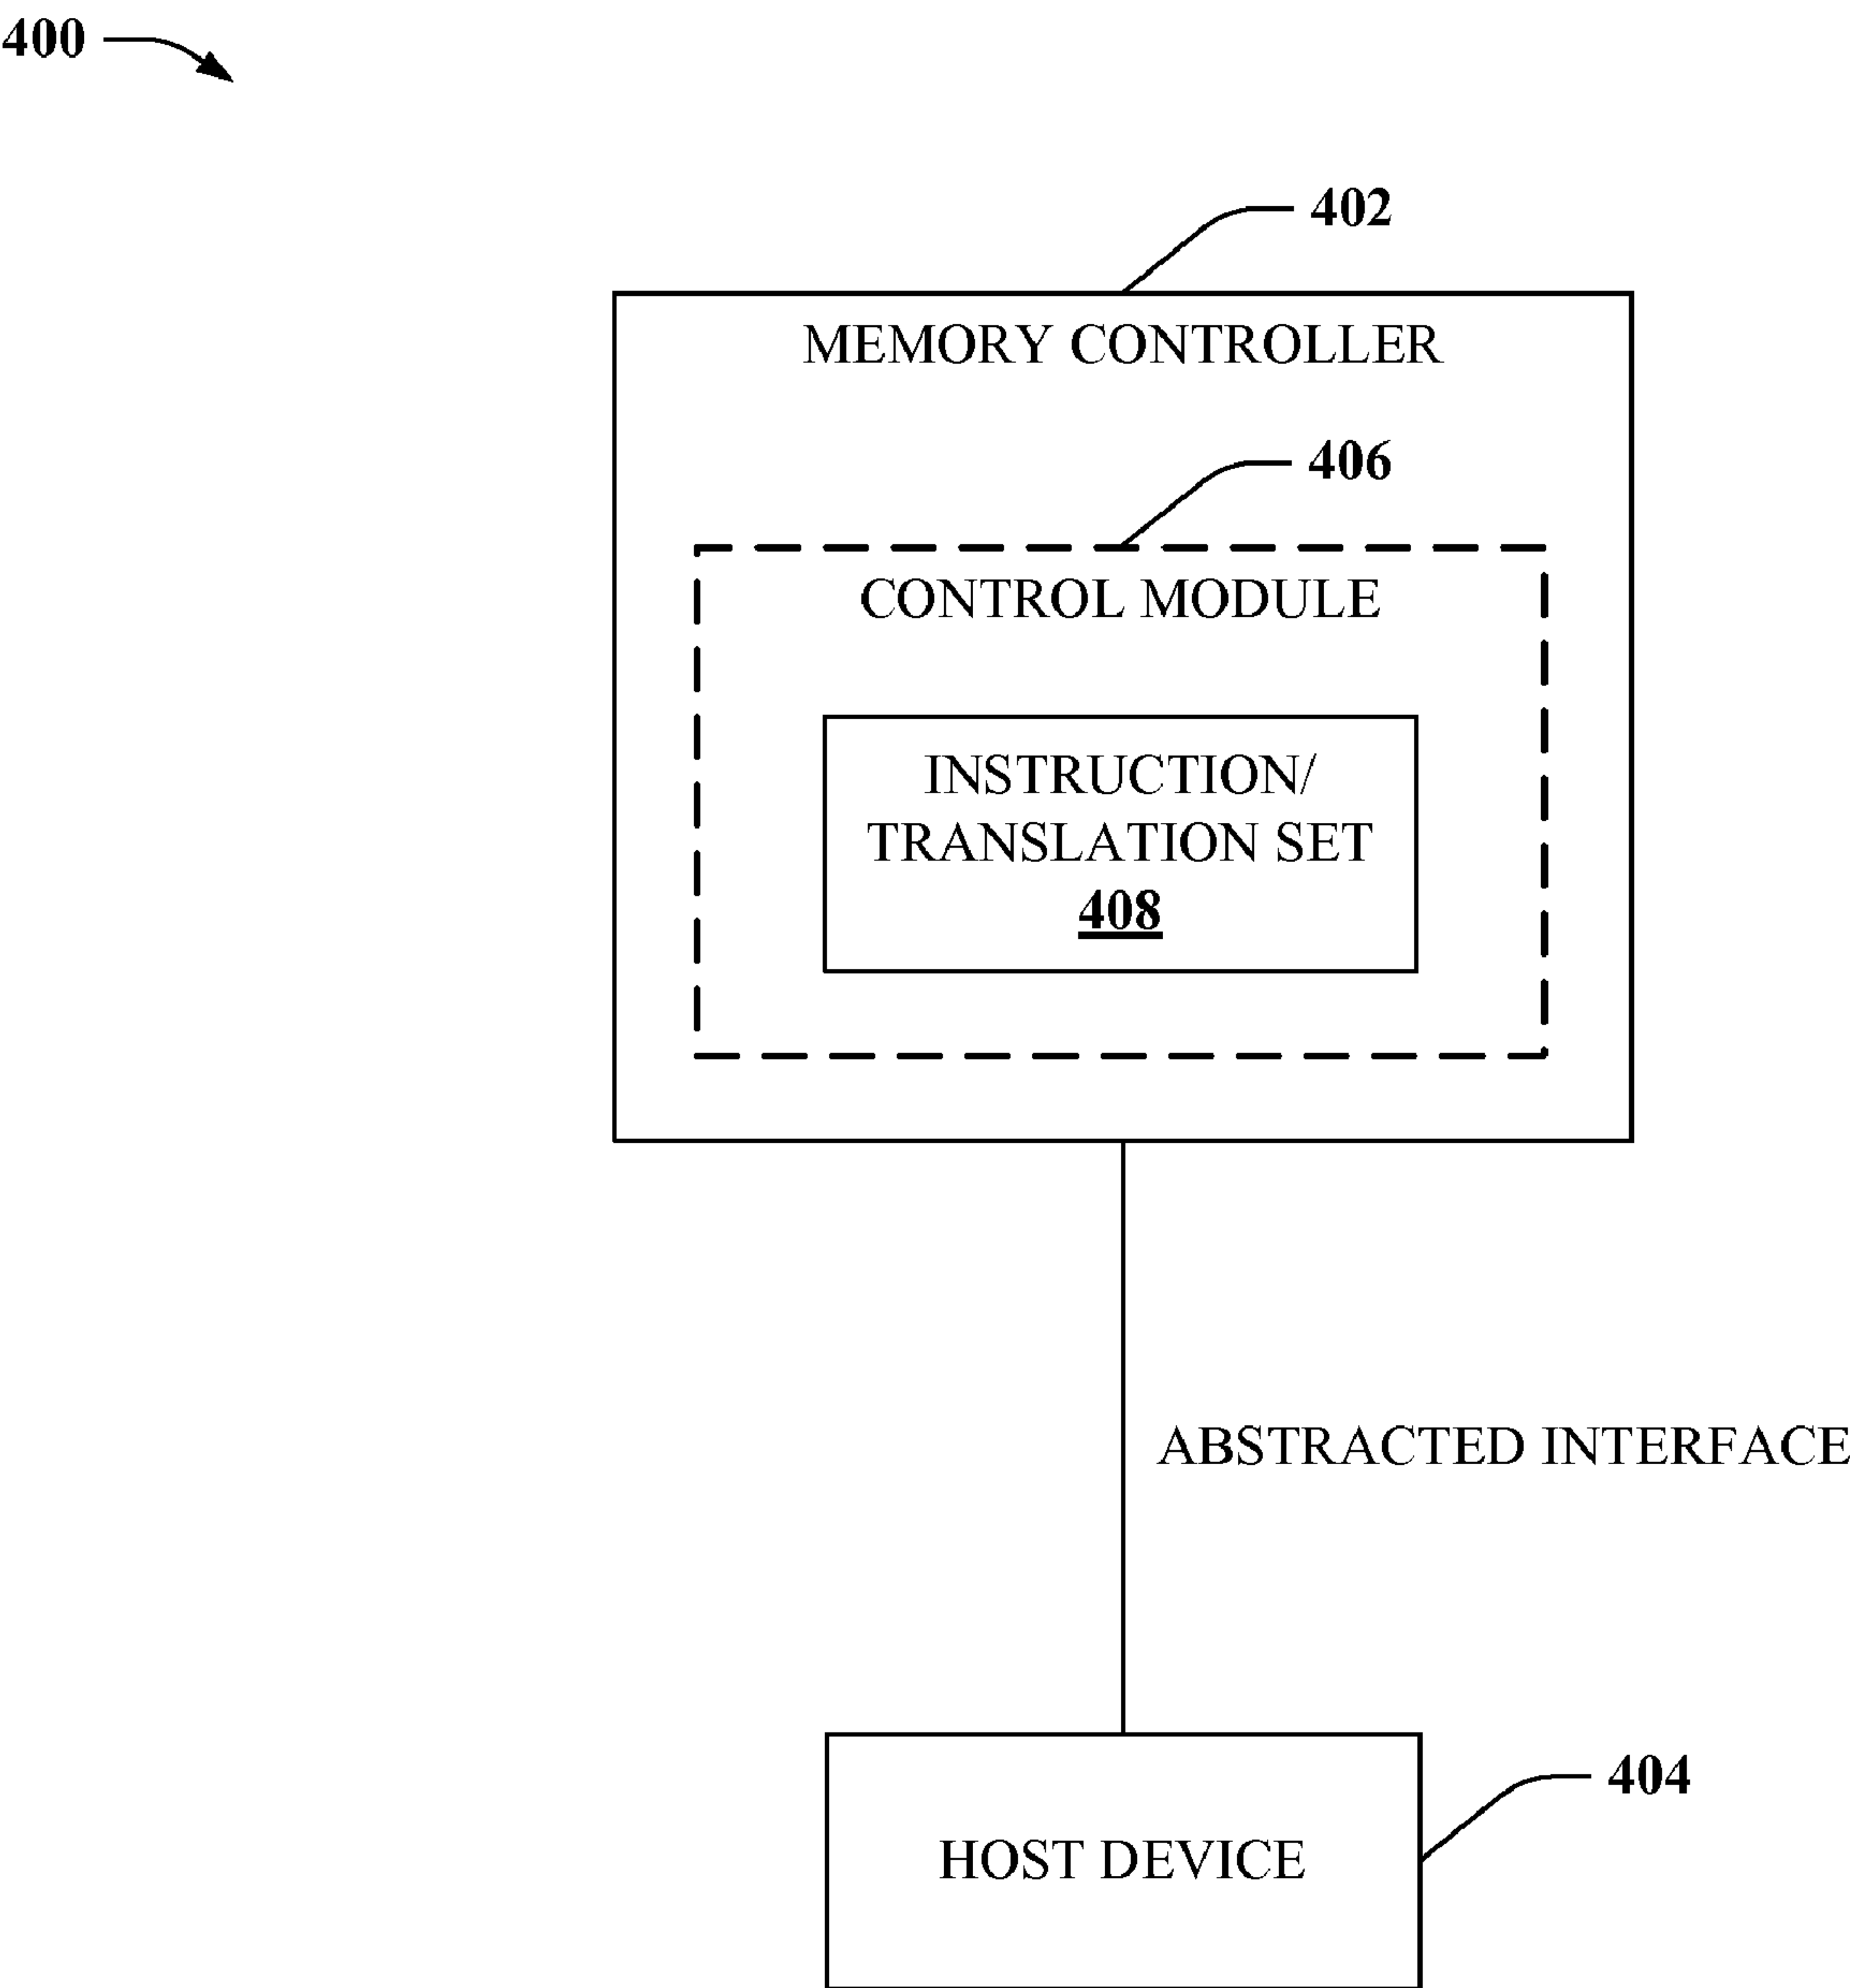 400
402
MEMORY CONTROLLER
406
CONTROL MODULE
INSTRUCTION/
TRANSLATION SET
408
ABSTRACTED INTERFACE
404
HOST DEVICE